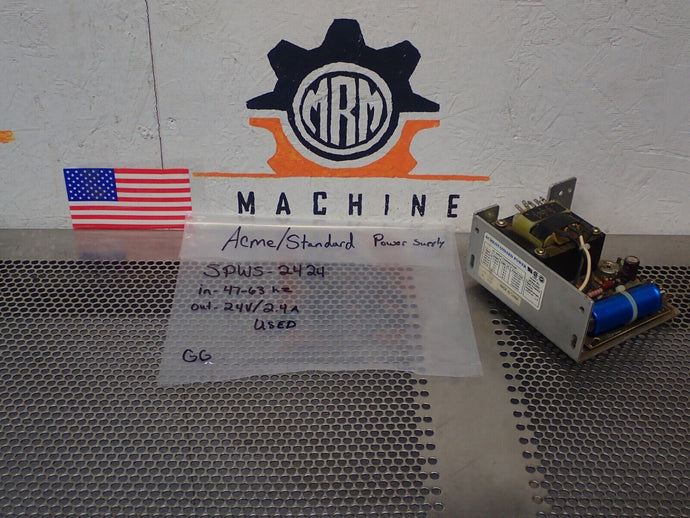 MRM
MACHINE
Acme/Standard Power Supply
SPWS-2424
in-47-63 hz
out-24V/2.4A
USED
GG